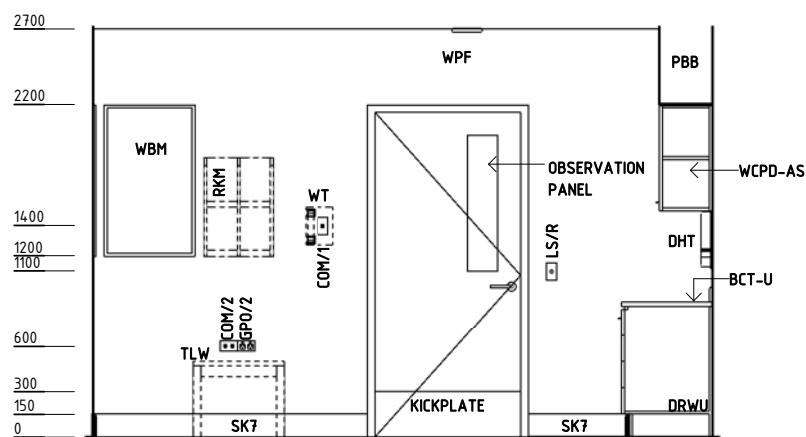 2700
WPF
PBB
2200
WBM
RKM
OBSERVATION
PANEL
WCPD-AS
WT
1400
COM/1
LS/R
DHT
1200
1100
BCT-U
COM/2
GPO/2
600
TLW
300
KICKPLATE
DRWU
150
SK7
SK7
0